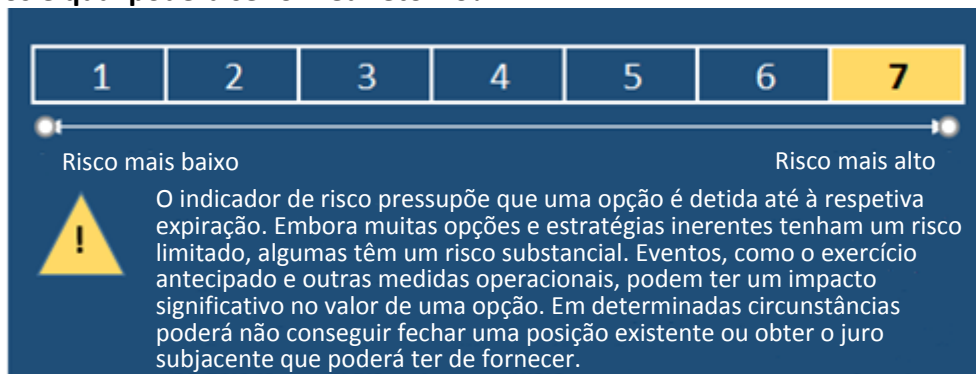 1 2 3 4 5 6 7
Risco mais baixo Risco mais alto
! O indicador de risco pressupõe que uma opção é detida até à respetiva
expiração. Embora muitas opções e estratégias inerentes tenham um risco
limitado, algumas têm um risco substancial. Eventos, como o exercício
antecipado e outras medidas operacionais, podem ter um impacto
significativo no valor de uma opção. Em determinadas circunstâncias
poderá não conseguir fechar uma posição existente ou obter o juro
subjacente que poderá ter de fornecer.